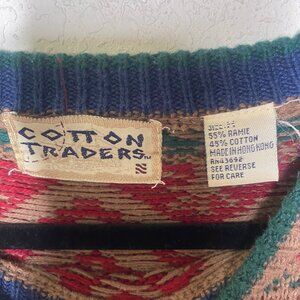 COTTON
TRADERS
55% RAMIE
45% COTTON
MADE IN HONG KONG
RN43692
SEE REVERSE
FOR CARE